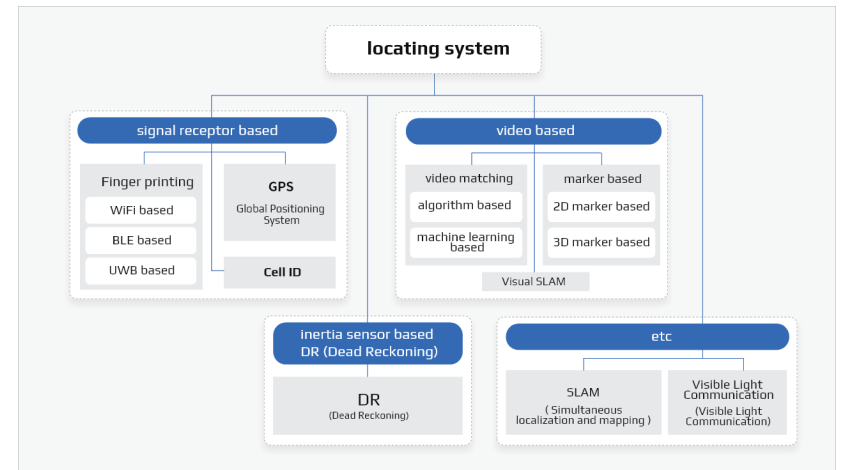 locating system
signal receptor based
Finger printing
WiFi based
BLE based
UWB based
GPS
Global Positioning
System
Cell ID
video based
video matching
algorithm based
machine learning
based
marker based
2D marker based
3D marker based
Visual SLAM
inertia sensor based
DR (Dead Reckoning)
DR
(Dead Reckoning)
etc
SLAM
( Simultaneous
localization and mapping )
Visible Light
Communication
(Visible Light
Communication)